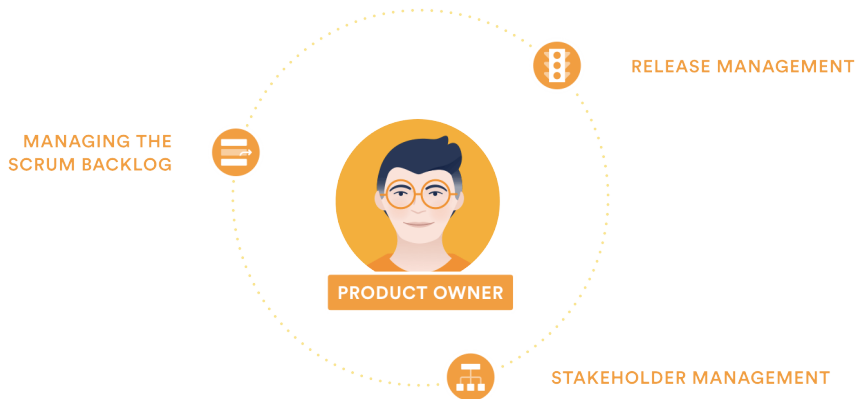 RELEASE MANAGEMENT
MANAGING THE
SCRUM BACKLOG
PRODUCT OWNER
STAKEHOLDER MANAGEMENT